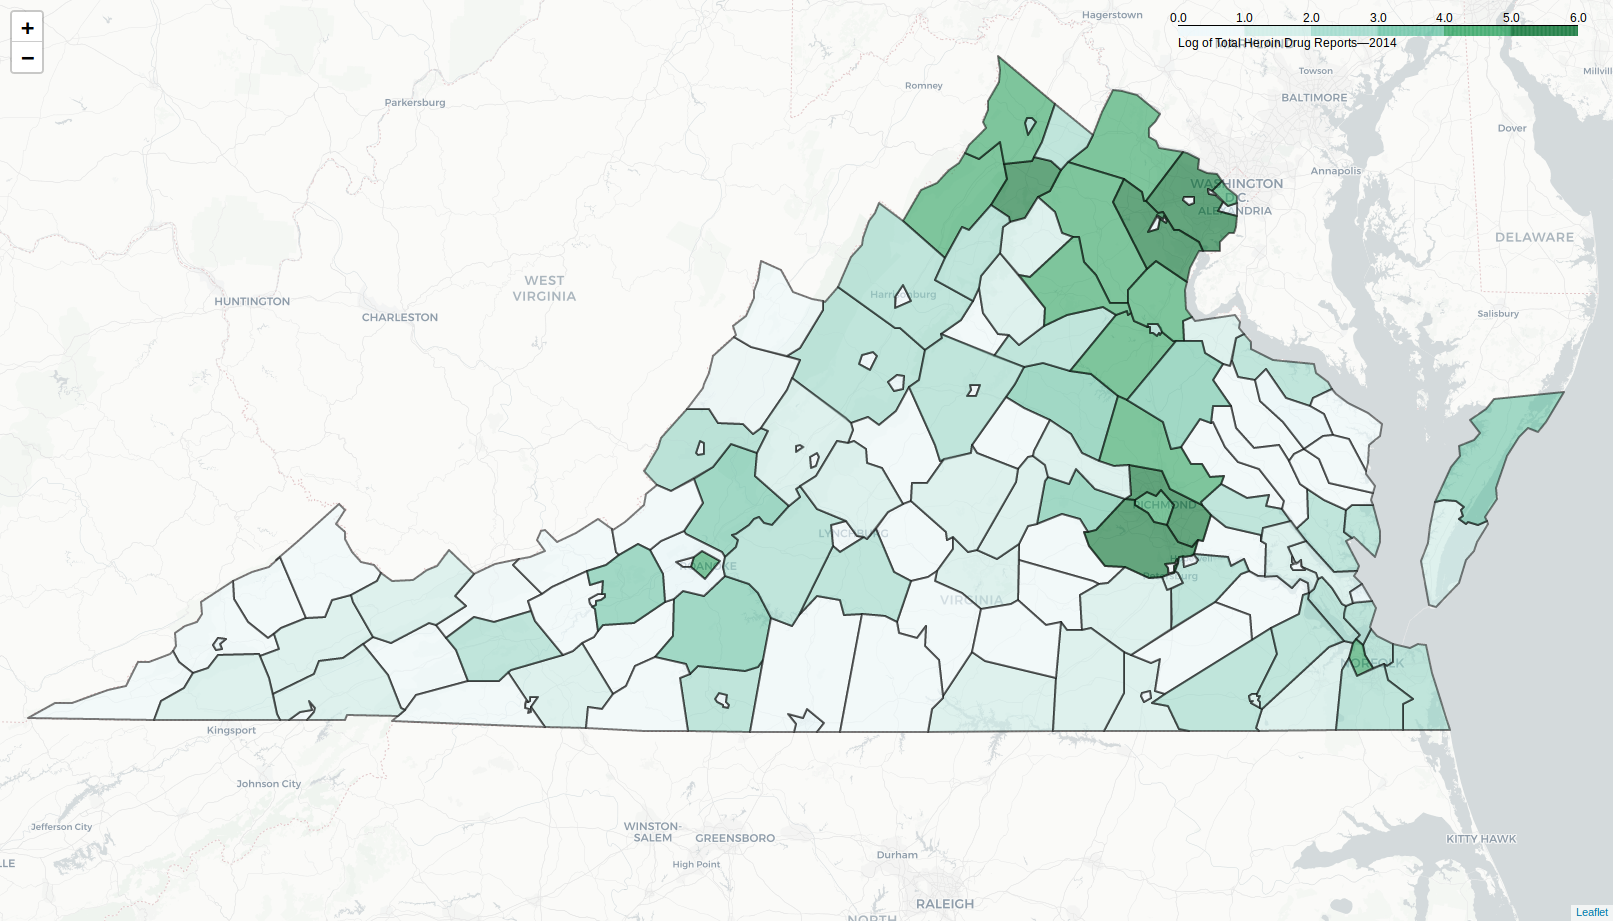 +
−
Hagerstown
0.0 1.0 2.0 3.0 4.0 5.0 6.0
Log of Total Heroin Drug Reports—2014
Towson
Millvill
Romney
Parkersburg
BALTIMORE
Dover
Annapolis
WASHINGTON
D.C.
ALEXANDRIA
DELAWARE
WEST
VIRGINIA
HUNTINGTON
Harrisonburg
CHARLESTON
Salisbury
RICHMOND
LYNCHBURG
ROANOKE
Petersburg
VIRGINIA
NORFOLK
Kingsport
Johnson City
Jefferson City
WINSTON-
SALEM
GREENSBORO
KITTY HAWK
High Point
Durham
LLE
RALEIGH
NORTH
Leaflet